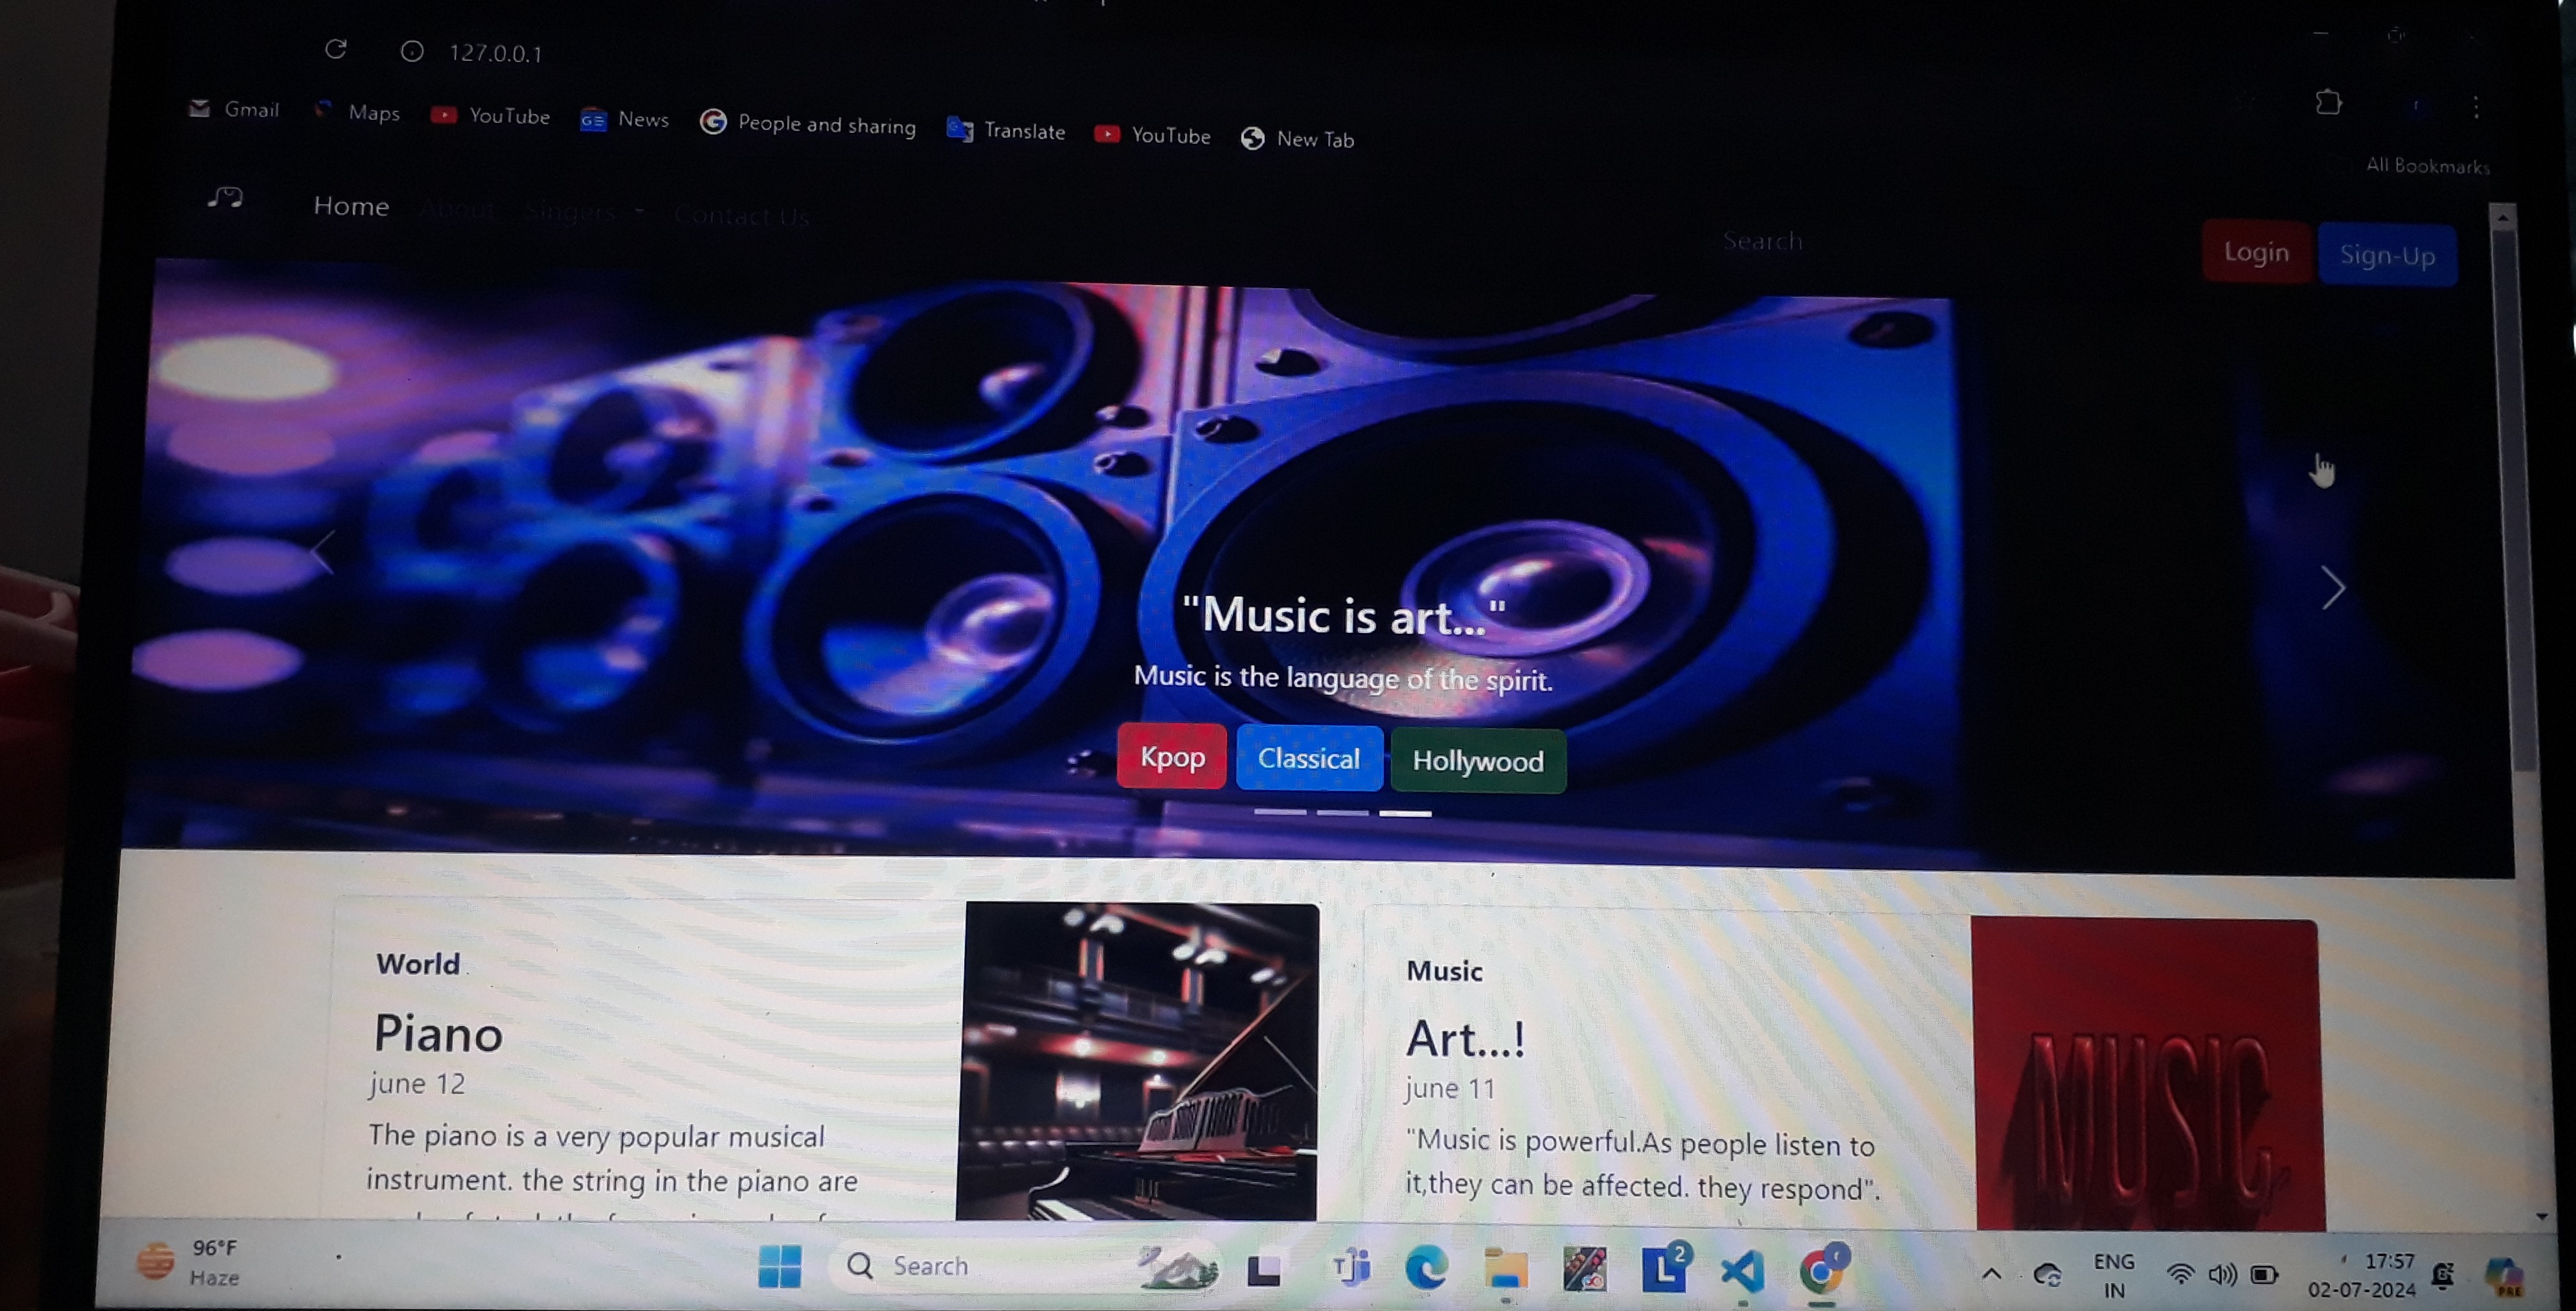 127.0.0.1
Gmail Maps YouTube GE News People and sharing Translate YouTube New Tab
All Bookmarks
Home About Singers Contact Us Search Login Sign-Up
"Music is art..."
Music is the language of the spirit.
Kpop Classical Hollywood
World
Piano
june 12
The piano is a very popular musical
instrument. the string in the piano are
Music
Art...!
june 11
"Music is powerful.As people listen to
it,they can be affected. they respond".
MUSIC
96°F
Haze
Search
L 2
r
ENG
IN
17:57
02-07-2024
PRE